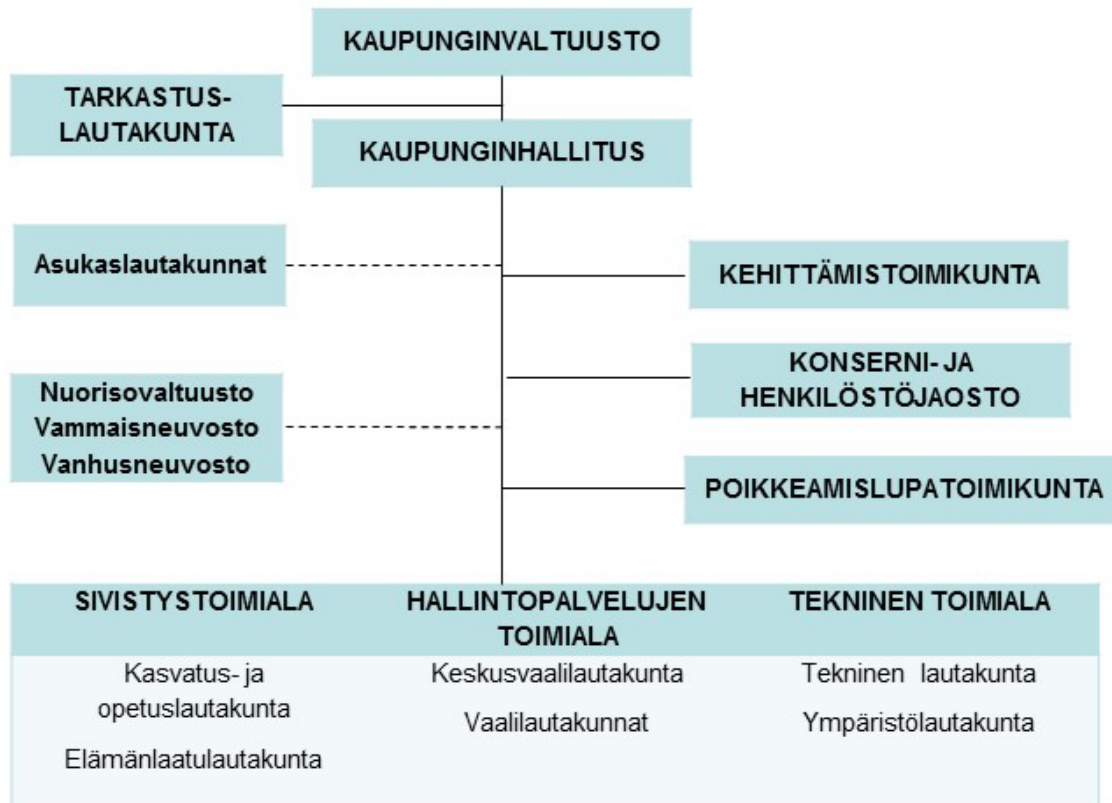 KAUPUNGINVALTUUSTO
TARKASTUS-
LAUTAKUNTA
KAUPUNGINHALLITUS
Asukaslautakunnat
KEHITTÄMISTOIMIKUNTA
KONSERNI- JA
HENKILÖSTÖJAOSTO
Nuorisovaltuusto
Vammaisneuvosto
Vanhusneuvosto
POIKKEAMISLUPATOIMIKUNTA
SIVISTYSTOIMIALA
Kasvatus- ja
opetuslautakunta
Elämänlaatulautakunta
HALLINTOPALVELUJEN
TOIMIALA
Keskusvaalilautakunta
Vaalilautakunnat
TEKNINEN TOIMIALA
Tekninen lautakunta
Ympäristölautakunta